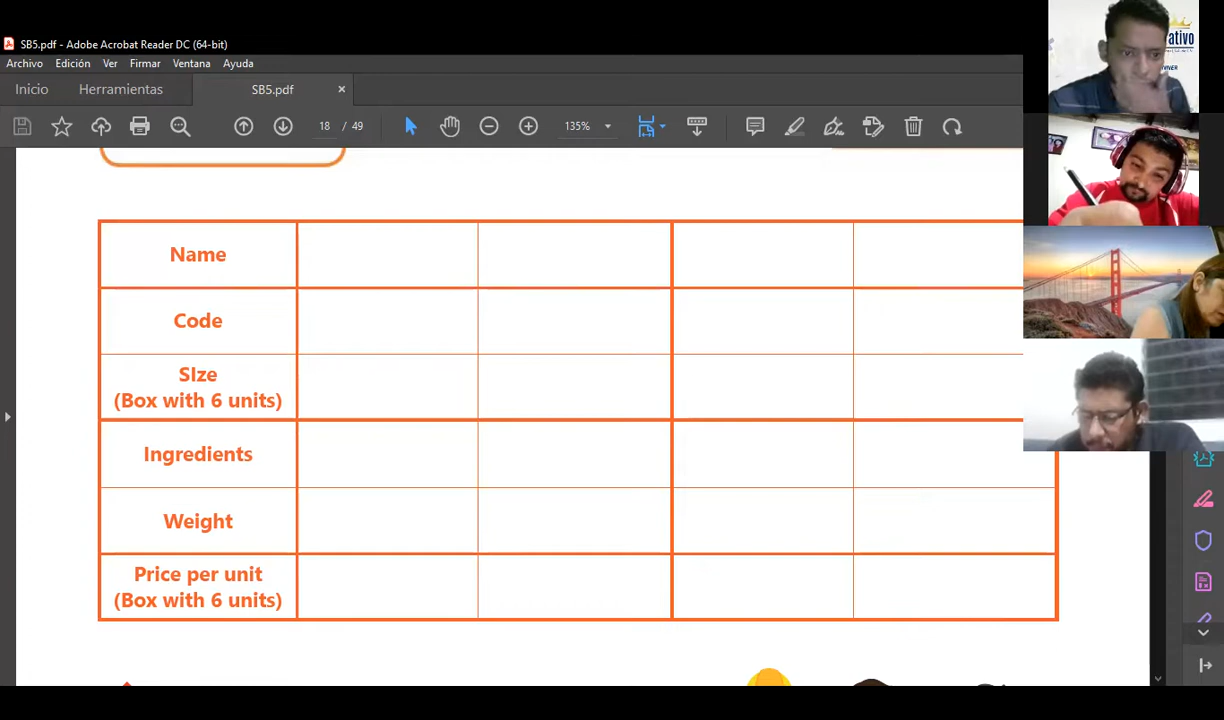 SB5.pdf - Adobe Acrobat Reader DC (64-bit)
Archivo Edición Ver Firmar Ventana Ayuda
Inicio Herramientas SB5.pdf ×
18 / 49 135%
Name
Code
SIze
(Box with 6 units)
Ingredients
Weight
Price per unit
(Box with 6 units)
ativo